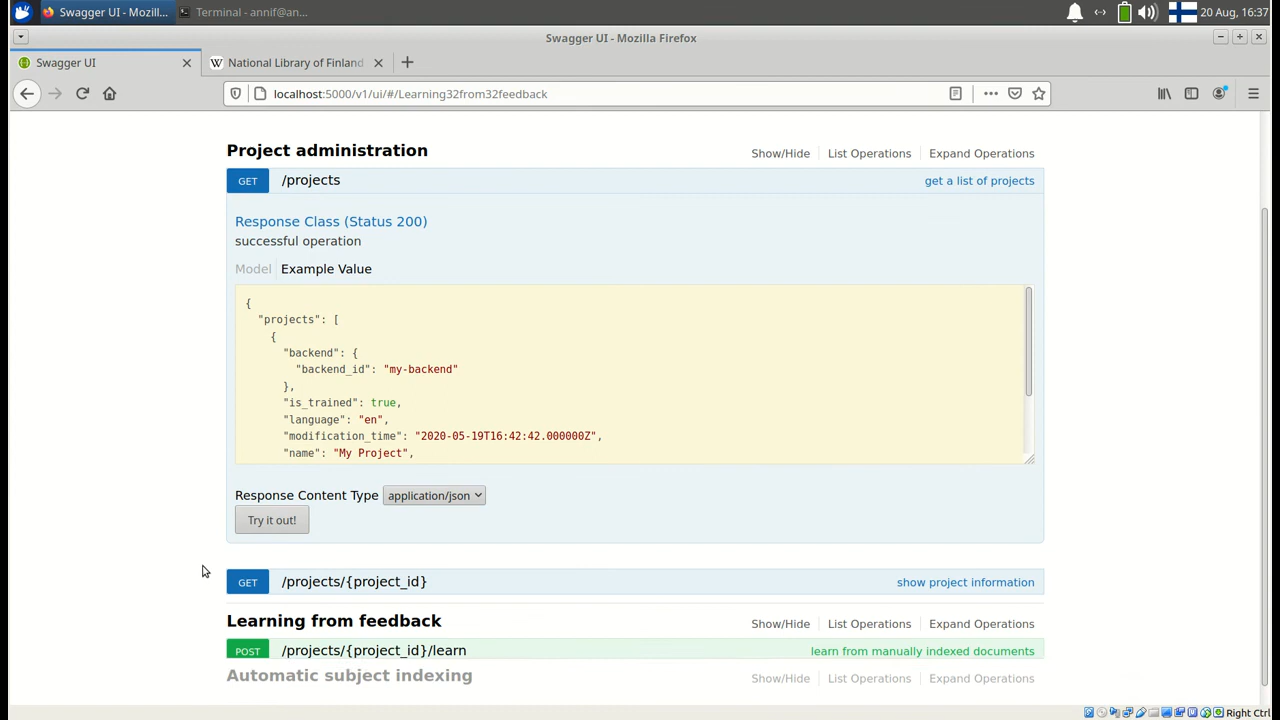 Swagger UI - Mozill...
Terminal - annif@an...
20 Aug, 16:37
Swagger UI - Mozilla Firefox
Swagger UI
W National Library of Finland
localhost:5000/v1/ui/#/Learning32from32feedback
Project administration
Show/Hide
List Operations
Expand Operations
GET
/projects
get a list of projects
Response Class (Status 200)
successful operation
Model
Example Value
{
"projects": [
{
"backend": {
"backend_id": "my-backend"
},
"is_trained": true,
"language": "en",
"modification_time": "2020-05-19T16:42:42.000000Z",
"name": "My Project",
Response Content Type
application/json
Try it out!
GET
/projects/{project_id}
show project information
Learning from feedback
Show/Hide
List Operations
Expand Operations
POST
/projects/{project_id}/learn
learn from manually indexed documents
Automatic subject indexing
Show/Hide
List Operations
Expand Operations
Right Ctrl